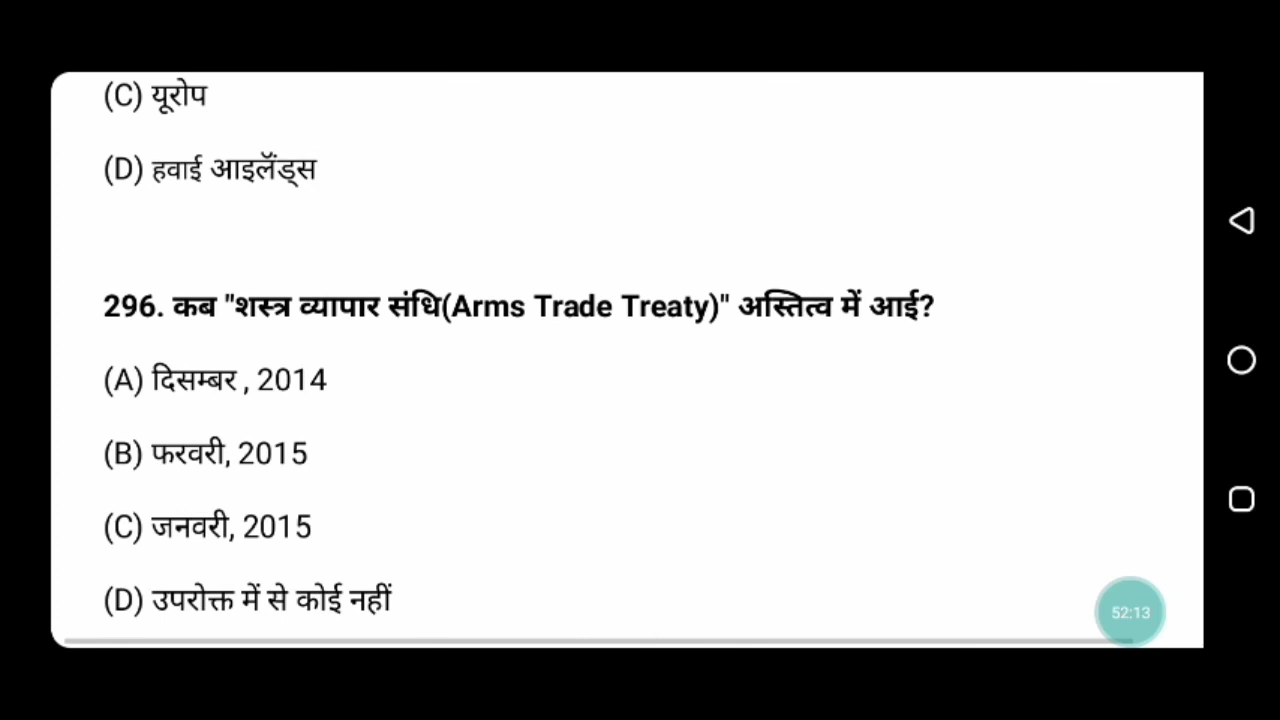 (C) यूरोप
(D) हवाई आइलॅंड्स
296. कब "शस्त्र व्यापार संधि(Arms Trade Treaty)" अस्तित्व में आई?
(A) दिसम्बर , 2014
(B) फरवरी, 2015
(C) जनवरी, 2015
(D) उपरोक्त में से कोई नहीं
52:13